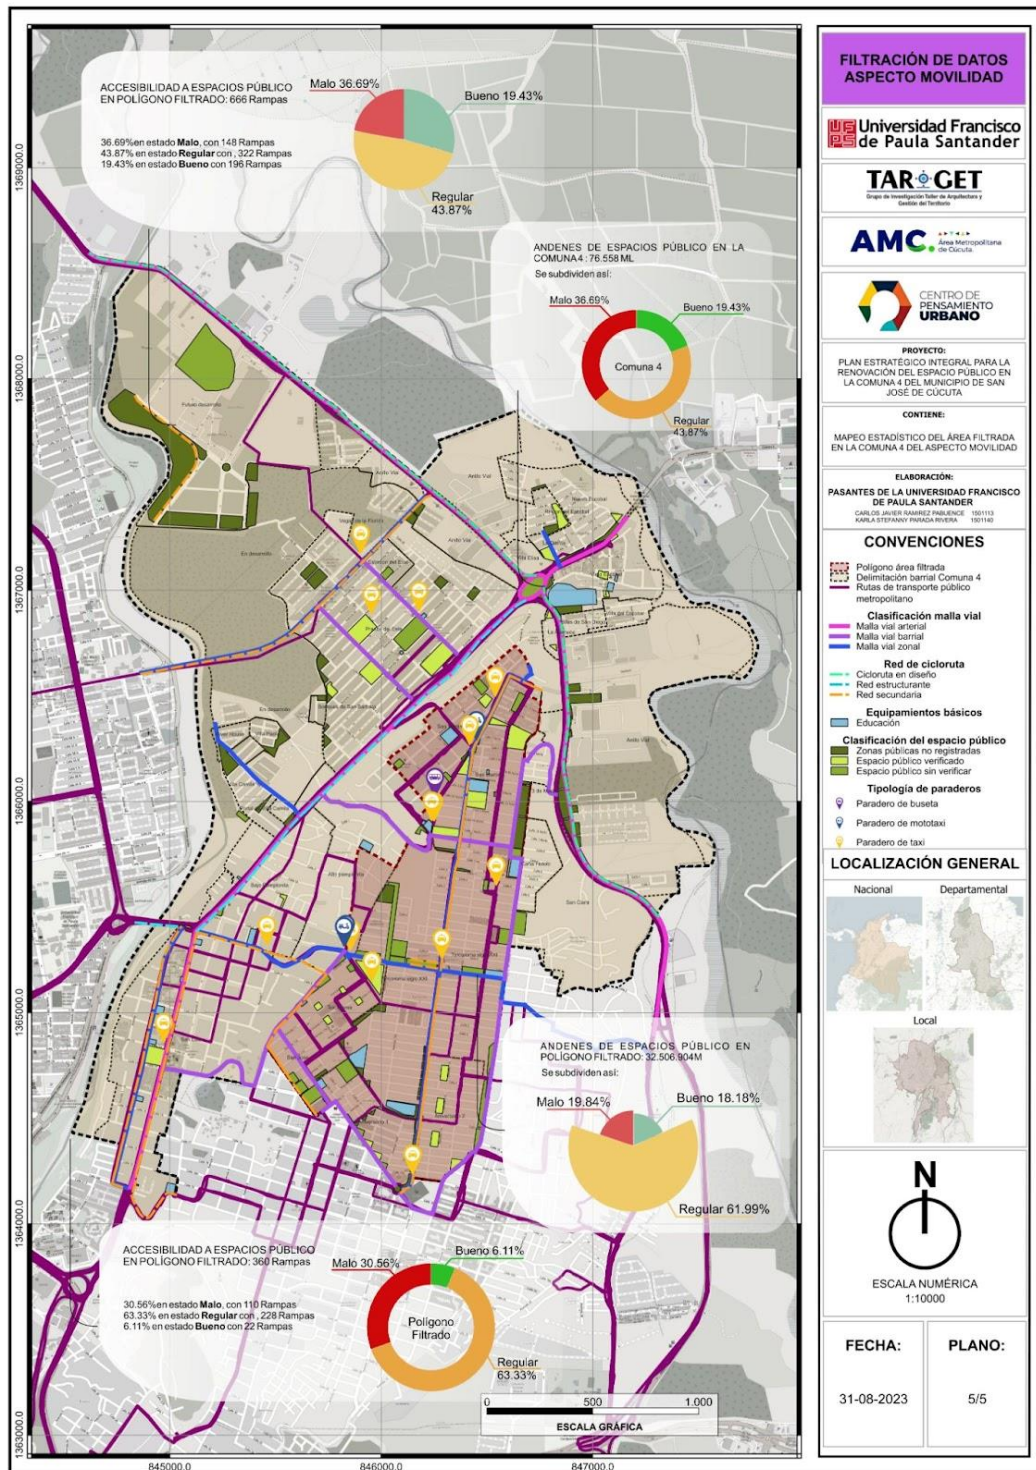 ACCESIBILIDAD A ESPACIOS PÚBLICO
EN POLÍGONO FILTRADO: 666 Rampas
36.69% en estado Malo, con 148 Rampas
43.87% en estado Regular con , 322 Rampas
19.43% en estado Bueno con 196 Rampas
Malo 36.69%
Bueno 19.43%
Regular
43.87%
ANDENES DE ESPACIOS PÚBLICO EN LA
COMUNA 4 : 76.558 ML
Se subdividen así:
Malo 36.69%
Bueno 19.43%
Comuna 4
Regular
43.87%
ANDENES DE ESPACIOS PÚBLICO EN
POLÍGONO FILTRADO: 32.506.904M
Se subdividen así:
Malo 19.84%
Bueno 18.18%
Regular 61.99%
ACCESIBILIDAD A ESPACIOS PÚBLICO
EN POLÍGONO FILTRADO: 360 Rampas
30.56% en estado Malo, con 110 Rampas
63.33% en estado Regular con , 228 Rampas
6.11% en estado Bueno con 22 Rampas
Malo 30.56%
Bueno 6.11%
Polígono
Filtrado
Regular
63.33%
0 500 1.000
ESCALA GRÁFICA
1369000.0
1368000.0
1367000.0
1366000.0
1365000.0
1364000.0
1363000.0
845000.0 846000.0 847000.0
FILTRACIÓN DE DATOS
ASPECTO MOVILIDAD
UFPS
Universidad Francisco
de Paula Santander
TARGET
Grupo de Investigación Taller de Arquitectura y
Gestión del Territorio
AMC.
Área Metropolitana
de Cúcuta
CENTRO DE
PENSAMIENTO
URBANO
PROYECTO:
PLAN ESTRATÉGICO INTEGRAL PARA LA
RENOVACIÓN DEL ESPACIO PÚBLICO EN
LA COMUNA 4 DEL MUNICIPIO DE SAN
JOSÉ DE CÚCUTA
CONTIENE:
MAPEO ESTADÍSTICO DEL ÁREA FILTRADA
EN LA COMUNA 4 DEL ASPECTO MOVILIDAD
ELABORACIÓN:
PASANTES DE LA UNIVERSIDAD FRANCISCO
DE PAULA SANTANDER
CARLOS JAVIER RAMIREZ PABUENCE 1501113
KARLA STEFANNY PARADA RIVERA 1501140
CONVENCIONES
Polígono área filtrada
Delimitación barrial Comuna 4
Rutas de transporte público
metropolitano
Clasificación malla vial
Malla vial arterial
Malla vial barrial
Malla vial zonal
Red de cicloruta
Cicloruta en diseño
Red estructurante
Red secundaria
Equipamientos básicos
Educación
Clasificación del espacio público
Zonas públicas no registradas
Espacio público verificado
Espacio público sin verificar
Tipología de paraderos
Paradero de buseta
Paradero de mototaxi
Paradero de taxi
LOCALIZACIÓN GENERAL
Nacional
Departamental
Local
N
ESCALA NUMÉRICA
1:10000
FECHA:
31-08-2023
PLANO:
5/5